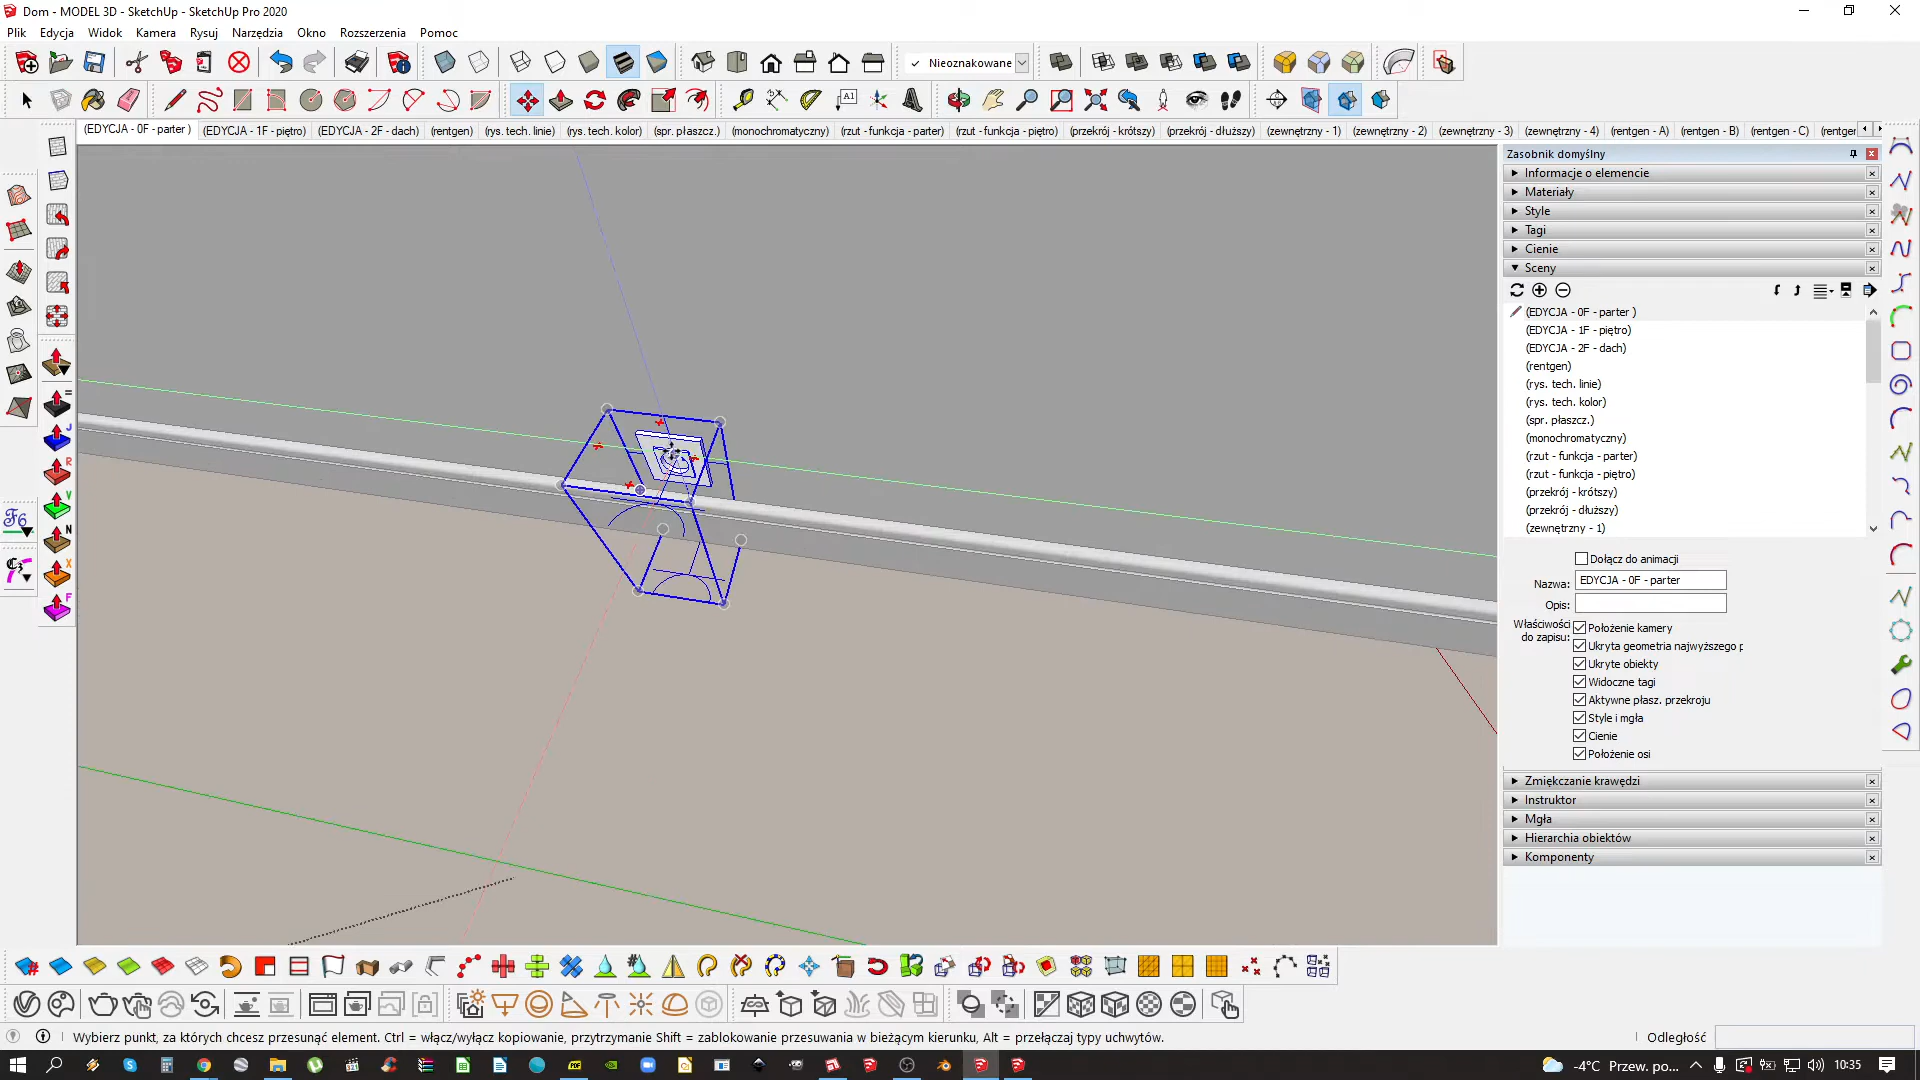 Dom - MODEL 3D - SketchUp - SketchUp Pro 2020
Plik Edycja Widok Kamera Rysuj Narzędzia Okno Rozszerzenia Pomoc
Nieoznakowane
A1
(EDYCJA - 0F - parter ) (EDYCJA - 1F - piętro) (EDYCJA - 2F - dach) (rentgen) (rys. tech. linie) (rys. tech. kolor) (spr. płaszcz.) (monochromatyczny) (rzut - funkcja - parter) (rzut - funkcja - piętro) (przekrój - krótszy) (przekrój - dłuższy) (zewnętrzny - 1) (zewnętrzny - 2) (zewnętrzny - 3) (zewnętrzny - 4) (rentgen - A) (rentgen - B) (rentgen - C) (rentger
Zasobnik domyślny
Informacje o elemencie
Materiały
Style
Tagi
Cienie
Sceny
(EDYCJA - 0F - parter )
(EDYCJA - 1F - piętro)
(EDYCJA - 2F - dach)
(rentgen)
(rys. tech. linie)
(rys. tech. kolor)
(spr. płaszcz.)
(monochromatyczny)
(rzut - funkcja - parter)
(rzut - funkcja - piętro)
(przekrój - krótszy)
(przekrój - dłuższy)
(zewnętrzny - 1)
Dołącz do animacji
Nazwa: EDYCJA - 0F - parter
Opis:
Właściwości do zapisu:
Położenie kamery
Ukryta geometria najwyższego p
Ukryte obiekty
Widoczne tagi
Aktywne płasz. przekroju
Style i mgła
Cienie
Położenie osi
Zmiękczanie krawędzi
Instruktor
Mgła
Hierarchia obiektów
Komponenty
J
R
V
N
X
F
F6
Wybierz punkt, za których chcesz przesunąć element. Ctrl = włącz/wyłącz kopiowanie, przytrzymanie Shift = zablokowanie przesuwania w bieżącym kierunku, Alt = przełączaj typy uchwytów.
Odległość
-4°C Przew. po... 10:35